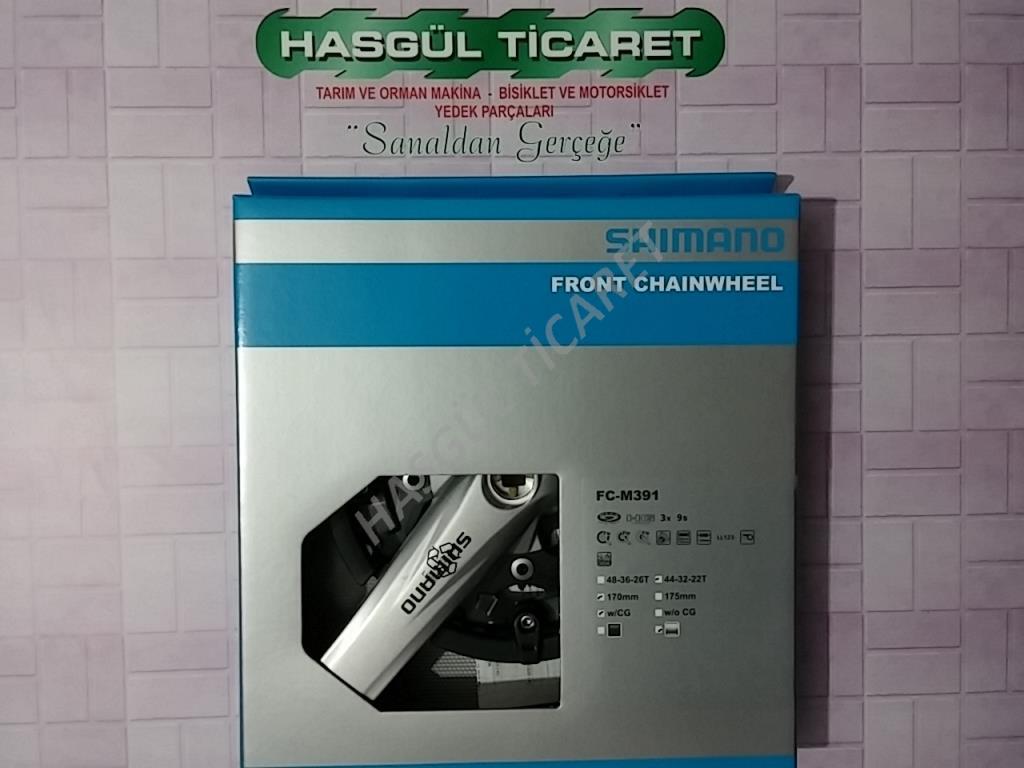 HASGÜL TİCARET
TARIM VE ORMAN MAKİNA - BİSİKLET VE MOTORSİKLET
YEDEK PARÇALARI
"Sanaldan Gerçeğe"
SHIMANO
FRONT CHAINWHEEL
HASGÜL TİCARET
SHIMANO
FC-M391
3x 9s
LL123
48-36-26T 44-32-22T
170mm 175mm
w/CG w/o CG